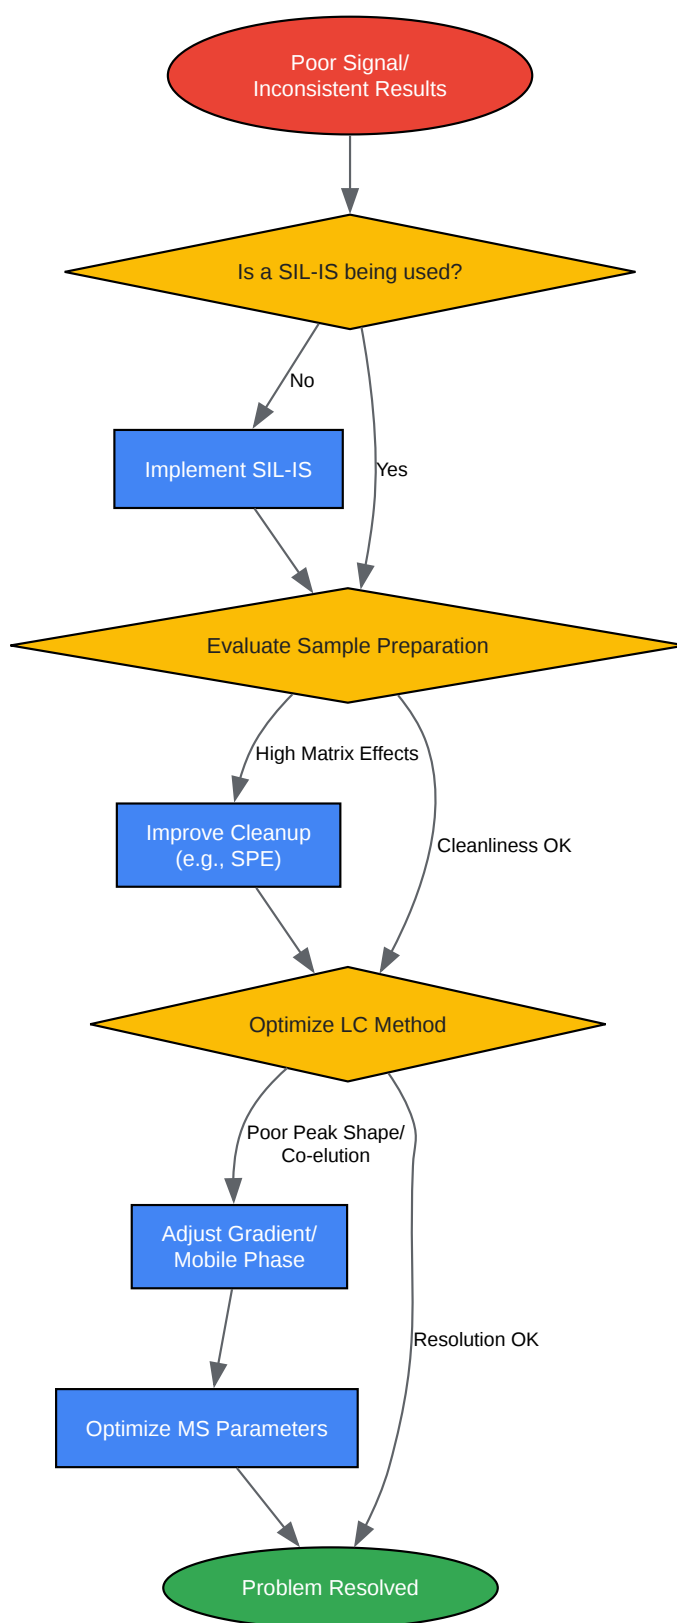 Poor Signal/
Inconsistent Results
Is a SIL-IS being used?
No
Implement SIL-IS
Yes
Evaluate Sample Preparation
High Matrix Effects
Improve Cleanup
(e.g., SPE)
Cleanliness OK
Optimize LC Method
Poor Peak Shape/
Co-elution
Adjust Gradient/
Mobile Phase
Resolution OK
Optimize MS Parameters
Problem Resolved